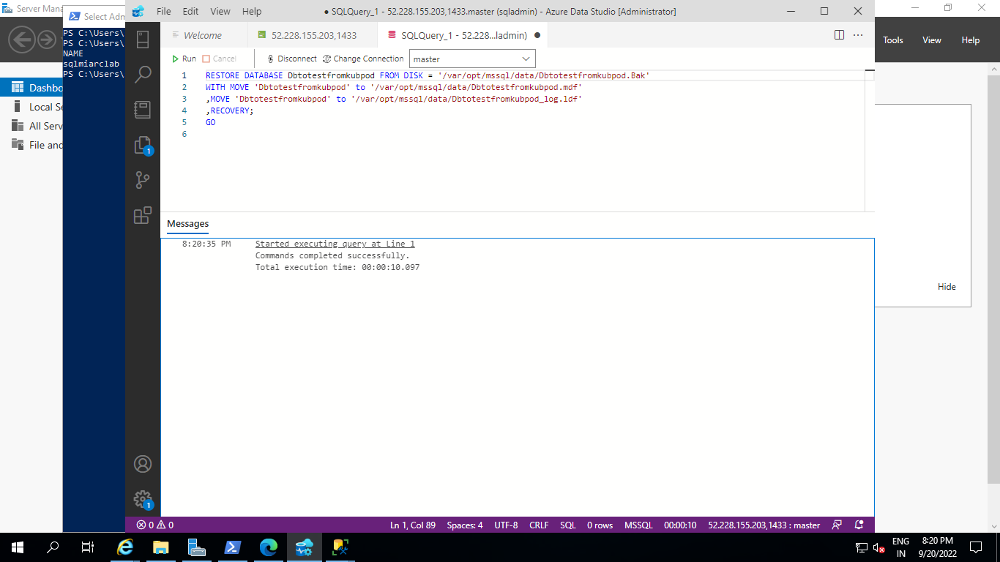 Server Mana
Tools View Help
Dashbo
Local Se
All Serv
File and
Hide
Select Adm
PS C:\Users\
PS C:\Users\
NAME
sqlmiarclab
PS C:\Users\
File Edit View Help
● SQLQuery_1 - 52.228.155.203,1433.master (sqladmin) - Azure Data Studio [Administrator]
Welcome 52.228.155.203,1433 SQLQuery_1 - 52.228...ladmin) ●
Run Cancel Disconnect Change Connection master
1 RESTORE DATABASE Dbtotestfromkubpod FROM DISK = '/var/opt/mssql/data/Dbtotestfromkubpod.Bak'
2 WITH MOVE 'Dbtotestfromkubpod' to '/var/opt/mssql/data/Dbtotestfromkubpod.mdf'
3 ,MOVE 'Dbtotestfromkubpod' to '/var/opt/mssql/data/Dbtotestfromkubpod_log.ldf'
4 ,RECOVERY;
5 GO
6
1
Messages
8:20:35 PM Started executing query at Line 1
Commands completed successfully.
Total execution time: 00:00:10.097
1
0 0 Ln 1, Col 89 Spaces: 4 UTF-8 CRLF SQL 0 rows MSSQL 00:00:10 52.228.155.203,1433 : master
ENG
IN
8:20 PM
9/20/2022